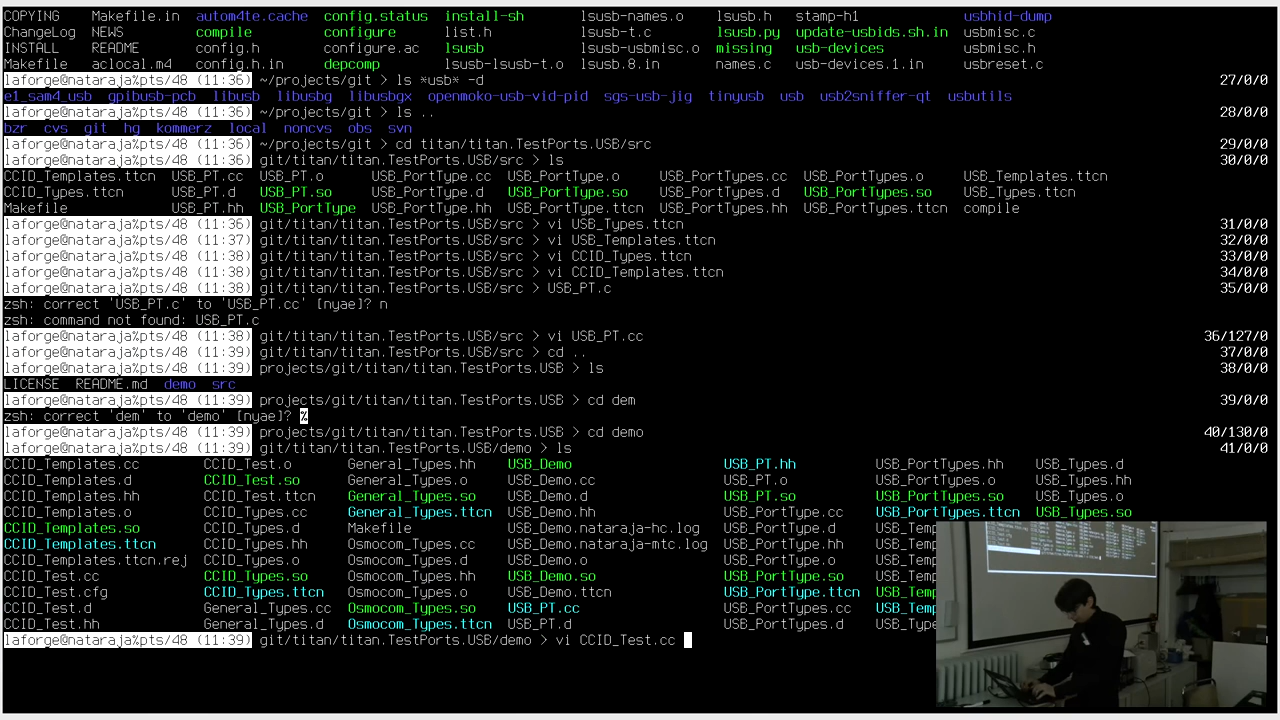 COPYING Makefile.in autom4te.cache config.status install-sh lsusb-names.o lsusb.h stamp-h1 usbhid-dump
ChangeLog NEWS compile configure list.h lsusb-t.c lsusb.py update-usbids.sh.in usbmisc.c
INSTALL README config.h configure.ac lsusb lsusb-usbmisc.o missing usb-devices usbmisc.h
Makefile aclocal.m4 config.h.in depcomp lsusb-lsusb-t.o lsusb.8.in names.c usb-devices.1.in usbreset.c
laforge@nataraja%pts/48 (11:36) ~/projects/git > ls *usb* -d 27/0/0
e1_sam4_usb gpibusb-pcb libusb libusbg libusbgx openmoko-usb-vid-pid sgs-usb-jig tinyusb usb usb2sniffer-qt usbutils
laforge@nataraja%pts/48 (11:36) ~/projects/git > ls .. 28/0/0
bzr cvs git hg kommerz local noncvs obs svn
laforge@nataraja%pts/48 (11:36) ~/projects/git > cd titan/titan.TestPorts.USB/src 29/0/0
laforge@nataraja%pts/48 (11:36) git/titan/titan.TestPorts.USB/src > ls 30/0/0
CCID_Templates.ttcn USB_PT.cc USB_PT.o USB_PortType.cc USB_PortType.o USB_PortTypes.cc USB_PortTypes.o USB_Templates.ttcn
CCID_Types.ttcn USB_PT.d USB_PT.so USB_PortType.d USB_PortType.so USB_PortTypes.d USB_PortTypes.so USB_Types.ttcn
Makefile USB_PT.hh USB_PortType USB_PortType.hh USB_PortType.ttcn USB_PortTypes.hh USB_PortTypes.ttcn compile
laforge@nataraja%pts/48 (11:36) git/titan/titan.TestPorts.USB/src > vi USB_Types.ttcn 31/0/0
laforge@nataraja%pts/48 (11:37) git/titan/titan.TestPorts.USB/src > vi USB_Templates.ttcn 32/0/0
laforge@nataraja%pts/48 (11:38) git/titan/titan.TestPorts.USB/src > vi CCID_Types.ttcn 33/0/0
laforge@nataraja%pts/48 (11:38) git/titan/titan.TestPorts.USB/src > vi CCID_Templates.ttcn 34/0/0
laforge@nataraja%pts/48 (11:38) git/titan/titan.TestPorts.USB/src > USB_PT.c 35/0/0
zsh: correct 'USB_PT.c' to 'USB_PT.cc' [nyae]? n
zsh: command not found: USB_PT.c
laforge@nataraja%pts/48 (11:38) git/titan/titan.TestPorts.USB/src > vi USB_PT.cc 36/127/0
laforge@nataraja%pts/48 (11:39) git/titan/titan.TestPorts.USB/src > cd .. 37/0/0
laforge@nataraja%pts/48 (11:39) projects/git/titan/titan.TestPorts.USB > ls 38/0/0
LICENSE README.md demo src
laforge@nataraja%pts/48 (11:39) projects/git/titan/titan.TestPorts.USB > cd dem 39/0/0
zsh: correct 'dem' to 'demo' [nyae]? %
laforge@nataraja%pts/48 (11:39) projects/git/titan/titan.TestPorts.USB > cd demo 40/130/0
laforge@nataraja%pts/48 (11:39) git/titan/titan.TestPorts.USB/demo > ls 41/0/0
CCID_Templates.cc CCID_Test.o General_Types.hh USB_Demo USB_PT.hh USB_PortTypes.hh USB_Types.d
CCID_Templates.d CCID_Test.so General_Types.o USB_Demo.cc USB_PT.o USB_PortTypes.o USB_Types.hh
CCID_Templates.hh CCID_Test.ttcn General_Types.so USB_Demo.d USB_PT.so USB_PortTypes.so USB_Types.o
CCID_Templates.o CCID_Types.cc General_Types.ttcn USB_Demo.hh USB_PortType.cc USB_PortTypes.ttcn USB_Types.so
CCID_Templates.so CCID_Types.d Makefile USB_Demo.nataraja-hc.log USB_PortType.d USB_Temp
CCID_Templates.ttcn CCID_Types.hh Osmocom_Types.cc USB_Demo.nataraja-mtc.log USB_PortType.hh USB_Temp
CCID_Templates.ttcn.rej CCID_Types.o Osmocom_Types.d USB_Demo.o USB_PortType.o USB_Temp
CCID_Test.cc CCID_Types.so Osmocom_Types.hh USB_Demo.so USB_PortType.so USB_Temp
CCID_Test.cfg CCID_Types.ttcn Osmocom_Types.o USB_Demo.ttcn USB_PortType.ttcn USB_Temp
CCID_Test.d General_Types.cc Osmocom_Types.so USB_PT.cc USB_PortTypes.cc USB_Temp
CCID_Test.hh General_Types.d Osmocom_Types.ttcn USB_PT.d USB_PortTypes.d USB_Type
laforge@nataraja%pts/48 (11:39) git/titan/titan.TestPorts.USB/demo > vi CCID_Test.cc